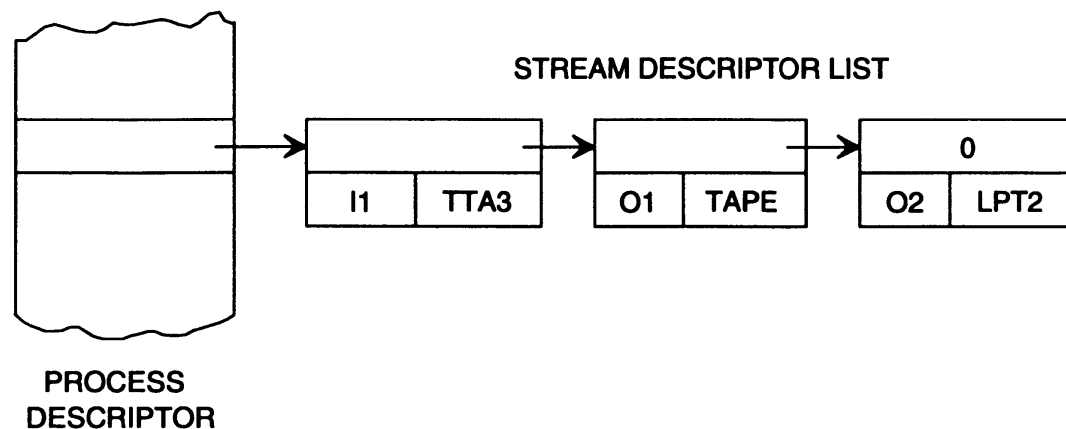 STREAM DESCRIPTOR LIST
0
I1 TTA3 O1 TAPE O2 LPT2
PROCESS
DESCRIPTOR